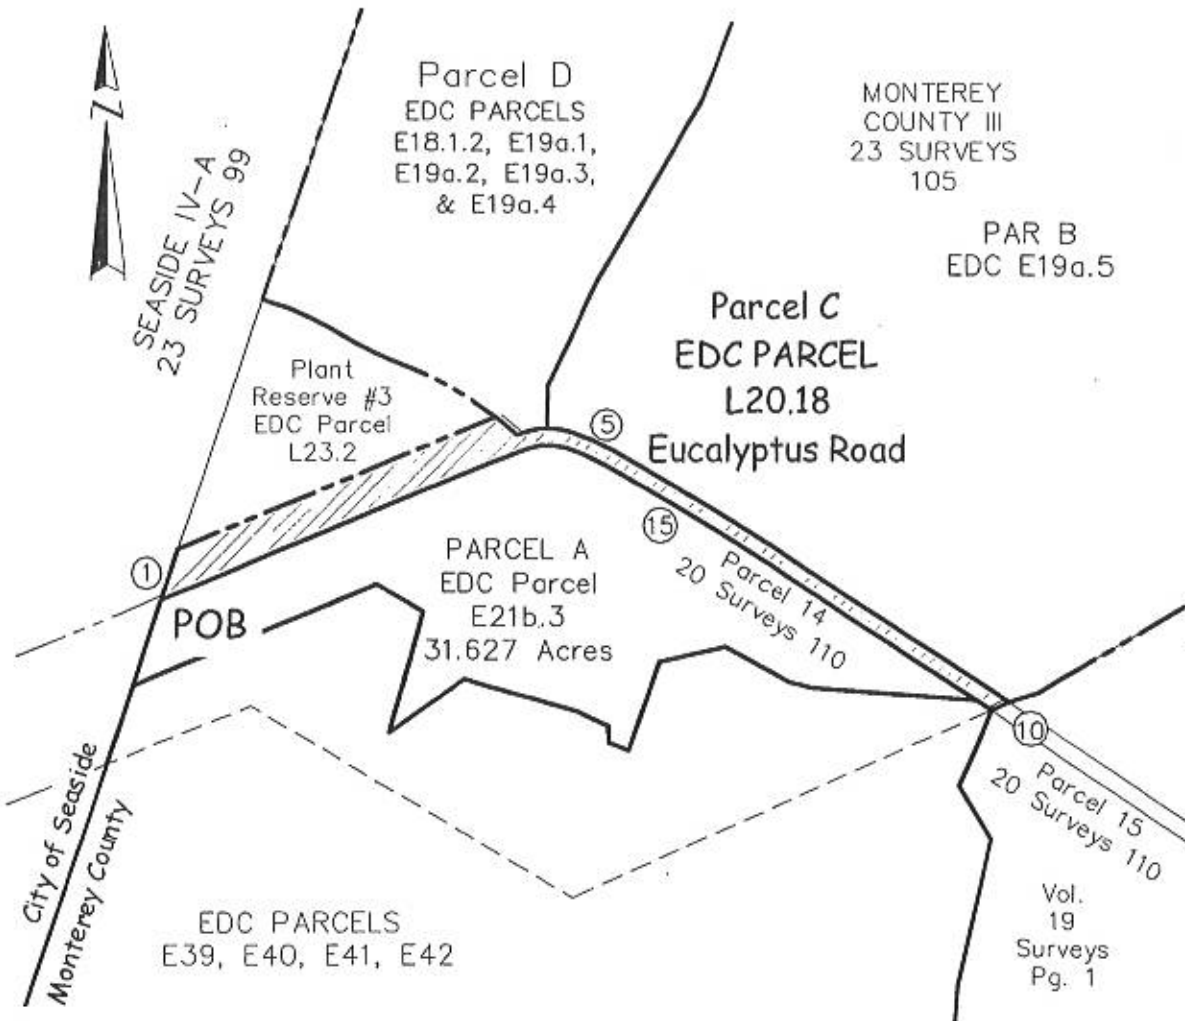 Z
SEASIDE IV-A
23 SURVEYS 99
Parcel D
EDC PARCELS
E18.1.2, E19a.1,
E19a.2, E19a.3,
& E19a.4
MONTEREY
COUNTY III
23 SURVEYS
105
PAR B
EDC E19a.5
Parcel C
EDC PARCEL
L20.18
Eucalyptus Road
Plant
Reserve #3
EDC Parcel
L23.2
5
15
1
POB
PARCEL A
EDC Parcel
E21b.3
31.627 Acres
Parcel 14
20 Surveys 110
10
Parcel 15
20 Surveys 110
City of Seaside
Monterey County
EDC PARCELS
E39, E40, E41, E42
Vol.
19
Surveys
Pg. 1